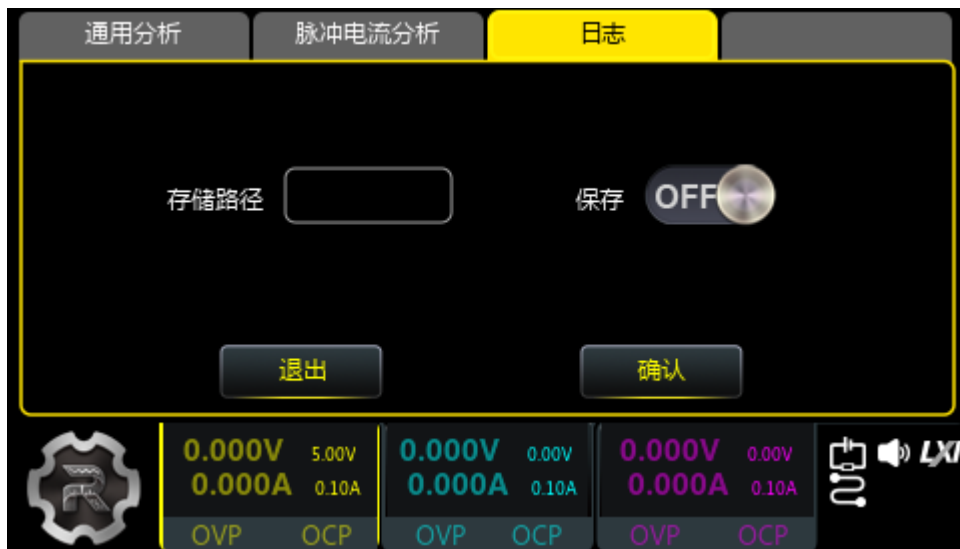 通用分析 脉冲电流分析 日志
存储路径 保存 OFF
退出 确认
0.000V 5.00V 0.000V 0.00V 0.000V 0.00V LXI
0.000A 0.10A 0.000A 0.10A 0.000A 0.10A
OVP OCP OVP OCP OVP OCP